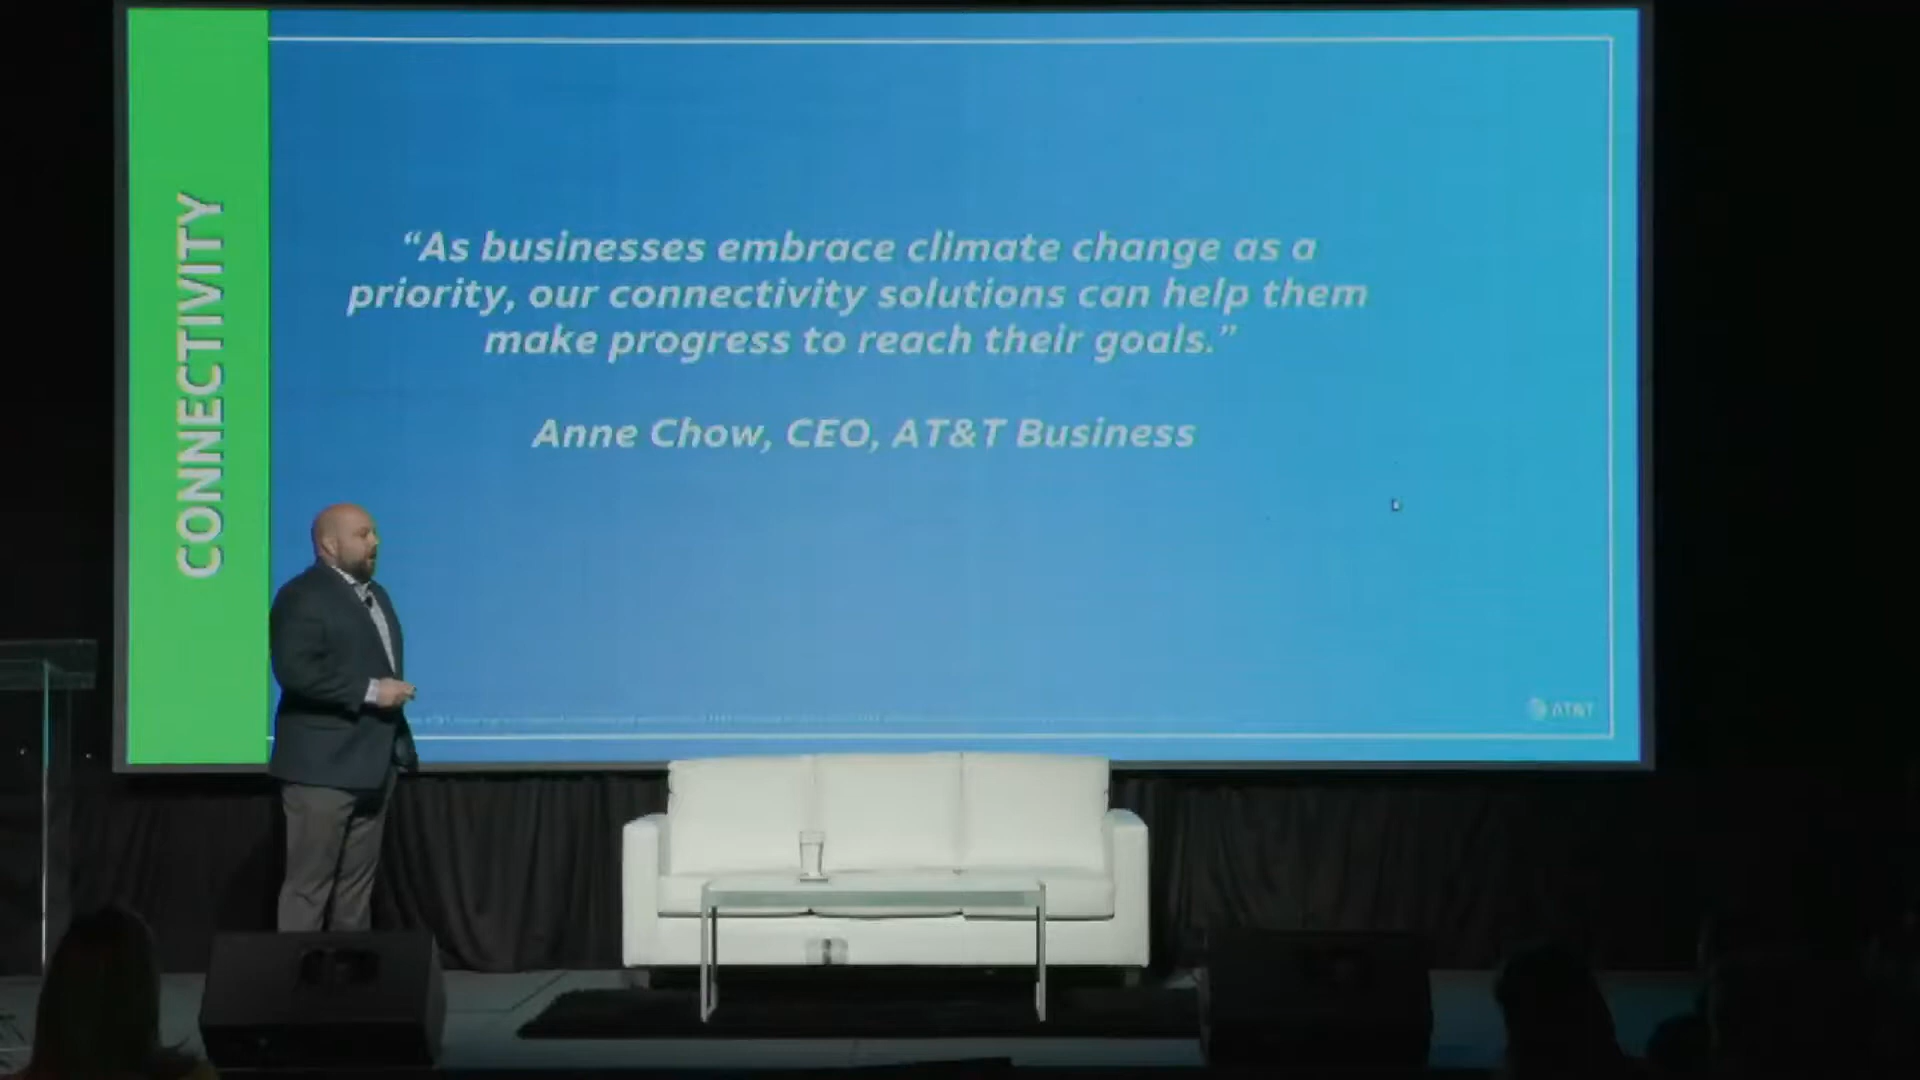 CONNECTIVITY
“As businesses embrace climate change as a
priority, our connectivity solutions can help them
make progress to reach their goals.”
Anne Chow, CEO, AT&T Business
AT&T